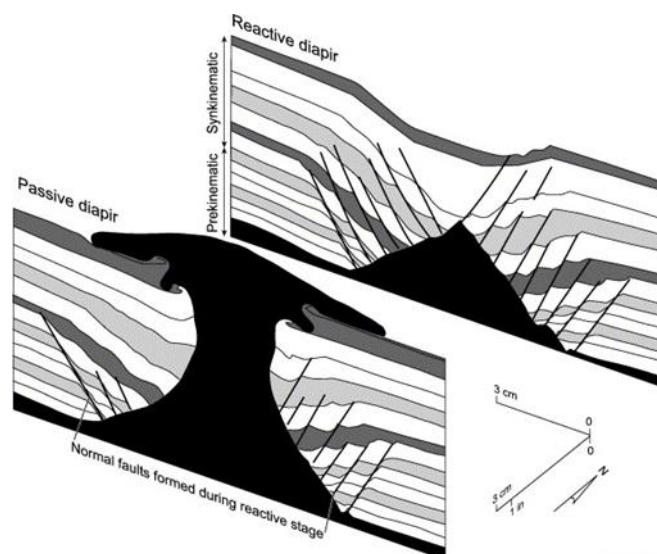 Reactive diapir
Synkinematic
Prekinematic
Passive diapir
Normal faults formed during reactive stage
3 cm
0
0
3 cm
1 in
N